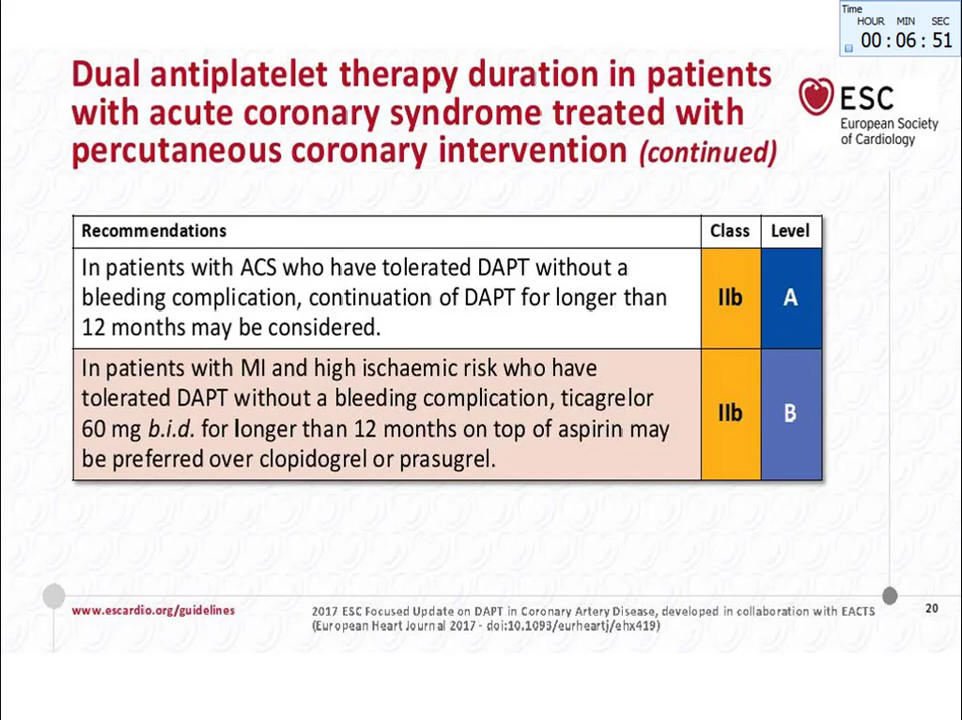 Time
HOUR MIN SEC
00:06:51
Dual antiplatelet therapy duration in patients
with acute coronary syndrome treated with
percutaneous coronary intervention (continued)
ESC
European Society
of Cardiology
Recommendations Class Level
In patients with ACS who have tolerated DAPT without a
bleeding complication, continuation of DAPT for longer than
12 months may be considered.
IIb A
In patients with MI and high ischaemic risk who have
tolerated DAPT without a bleeding complication, ticagrelor
60 mg b.i.d. for longer than 12 months on top of aspirin may
be preferred over clopidogrel or prasugrel.
IIb B
www.escardio.org/guidelines
2017 ESC Focused Update on DAPT in Coronary Artery Disease, developed in collaboration with EACTS
(European Heart Journal 2017 - doi:10.1093/eurheartj/ehx419)
20